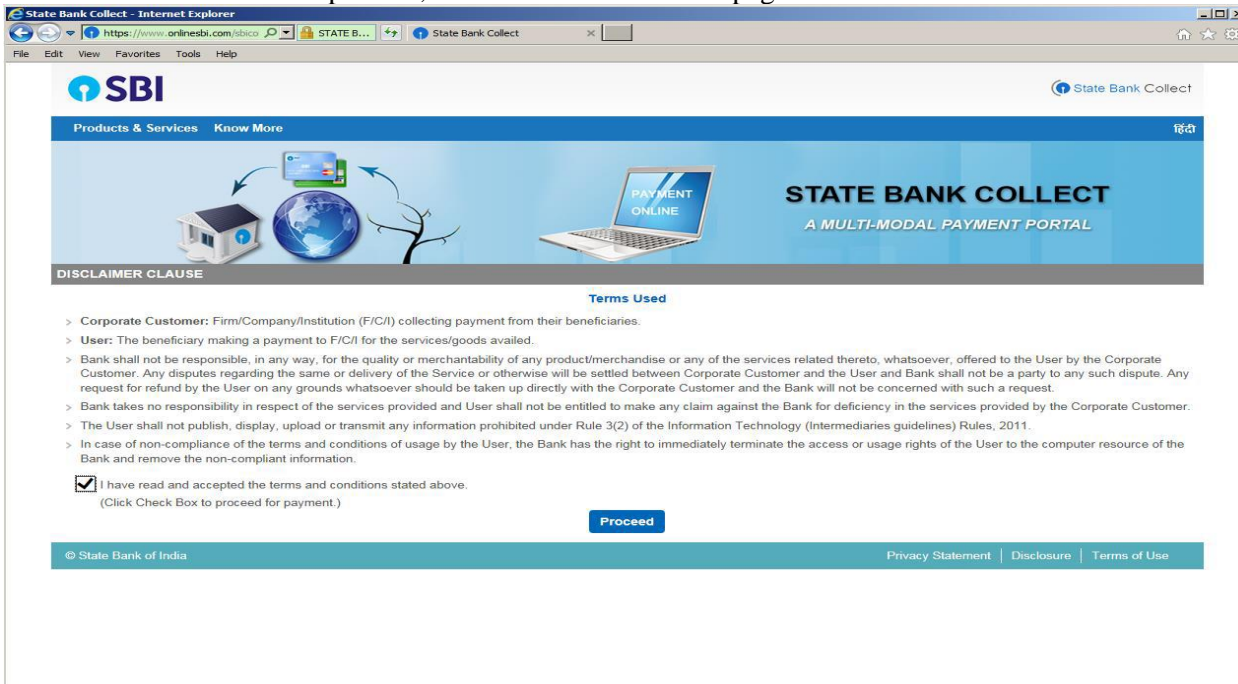 State Bank Collect - Internet Explorer
https://www.onlinesbi.com/sbico STATE B... State Bank Collect
File Edit View Favorites Tools Help
SBI
State Bank Collect
Products & Services Know More हिंदी
PAYMENT
ONLINE
STATE BANK COLLECT
A MULTI-MODAL PAYMENT PORTAL
DISCLAIMER CLAUSE
Terms Used
> Corporate Customer: Firm/Company/Institution (F/C/I) collecting payment from their beneficiaries.
> User: The beneficiary making a payment to F/C/I for the services/goods availed.
> Bank shall not be responsible, in any way, for the quality or merchantability of any product/merchandise or any of the services related thereto, whatsoever, offered to the User by the Corporate
Customer. Any disputes regarding the same or delivery of the Service or otherwise will be settled between Corporate Customer and the User and Bank shall not be a party to any such dispute. Any
request for refund by the User on any grounds whatsoever should be taken up directly with the Corporate Customer and the Bank will not be concerned with such a request.
> Bank takes no responsibility in respect of the services provided and User shall not be entitled to make any claim against the Bank for deficiency in the services provided by the Corporate Customer.
> The User shall not publish, display, upload or transmit any information prohibited under Rule 3(2) of the Information Technology (Intermediaries guidelines) Rules, 2011.
> In case of non-compliance of the terms and conditions of usage by the User, the Bank has the right to immediately terminate the access or usage rights of the User to the computer resource of the
Bank and remove the non-compliant information.
I have read and accepted the terms and conditions stated above.
(Click Check Box to proceed for payment.)
Proceed
© State Bank of India Privacy Statement | Disclosure | Terms of Use